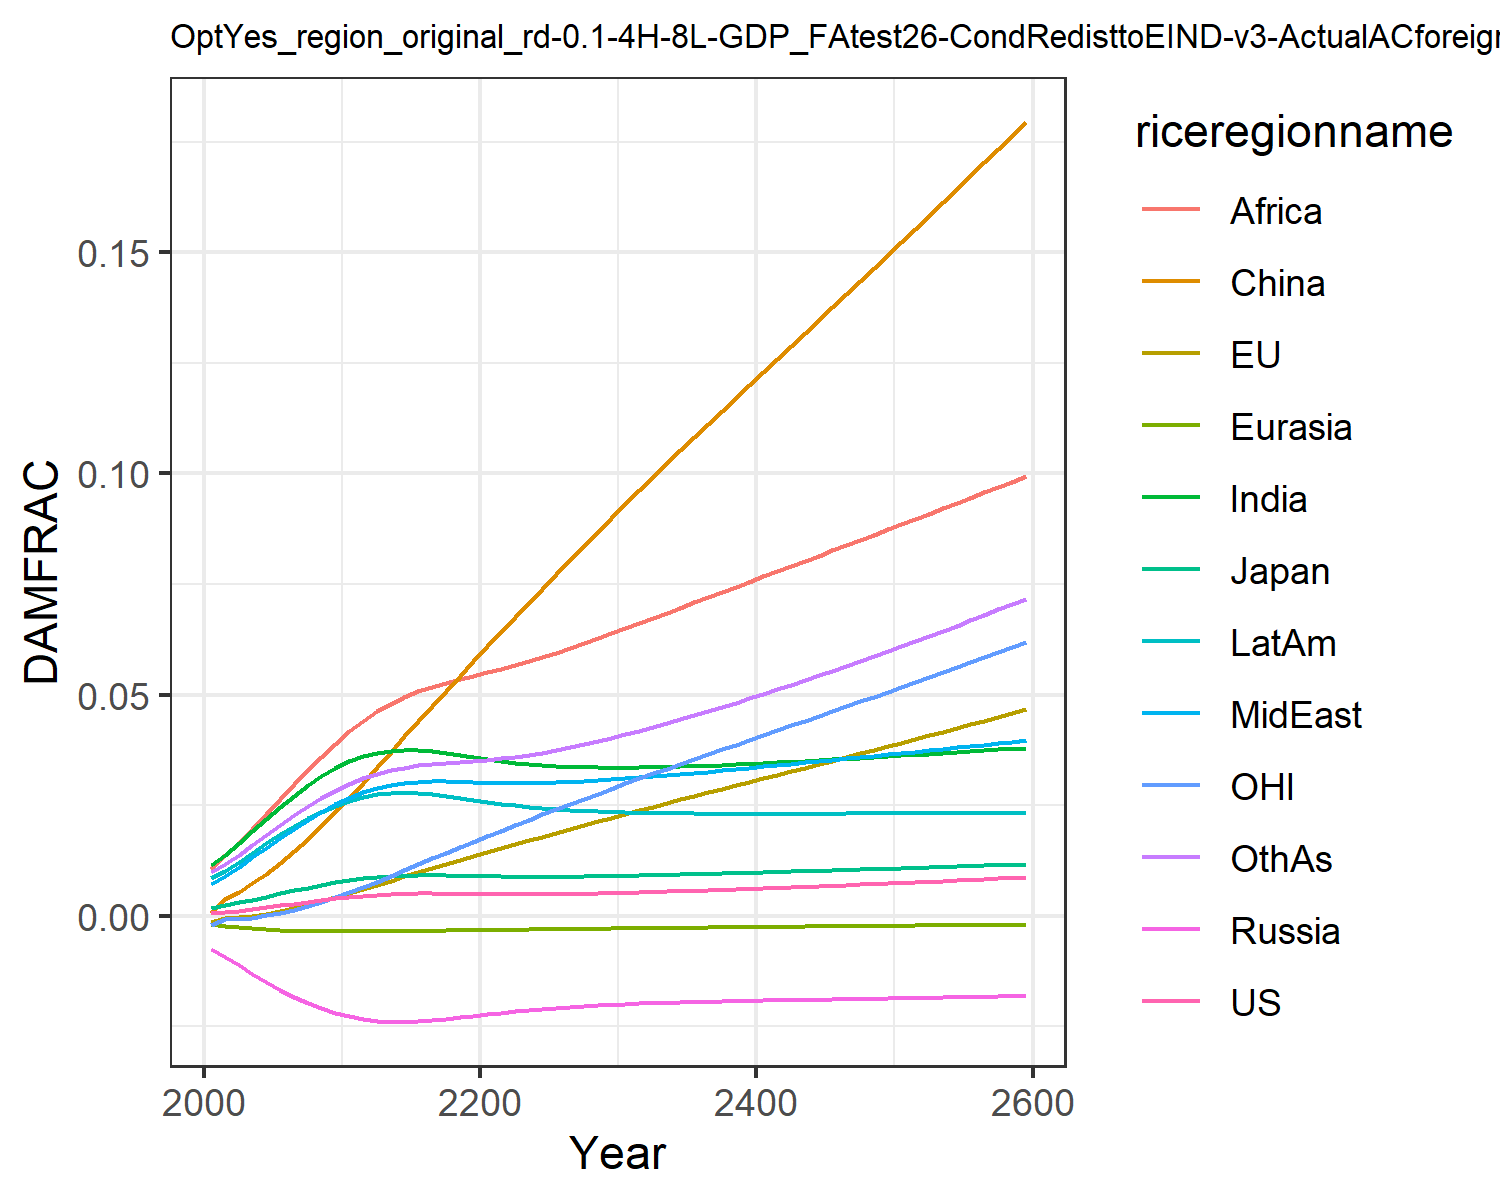 OptYes_region_original_rd-0.1-4H-8L-GDP_FAtest26-CondRedisttoEIND-v3-ActualACforeign
riceregionname
Africa
China
EU
Eurasia
India
Japan
LatAm
MidEast
OHI
OthAs
Russia
US
DAMFRAC
0.15
0.10
0.05
0.00
2000
2200
2400
2600
Year